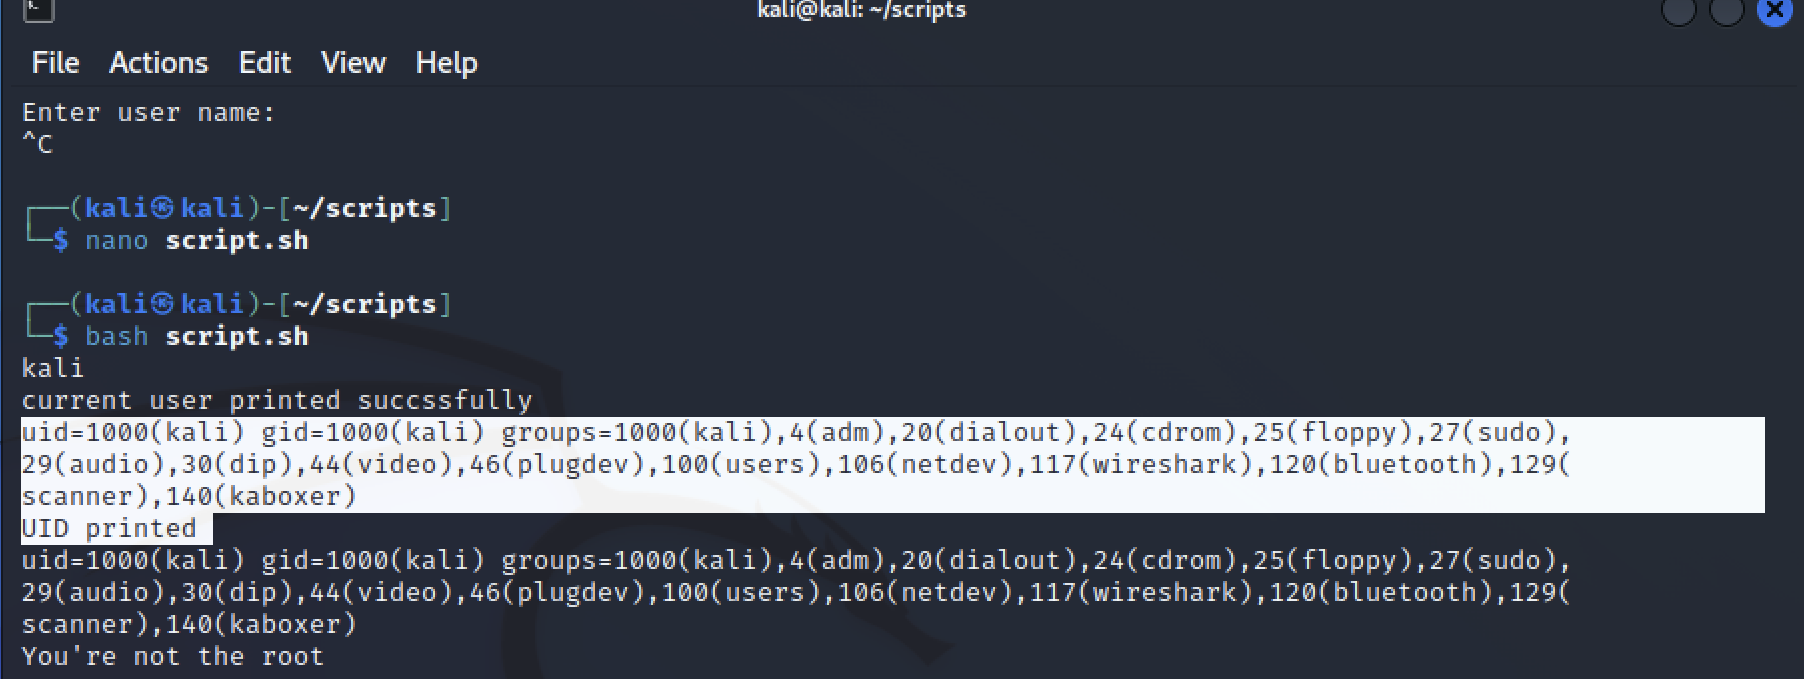 kali@kali: ~/scripts
File Actions Edit View Help
Enter user name:
^C
┌──(kali㉿kali)-[~/scripts]
└─$ nano script.sh
┌──(kali㉿kali)-[~/scripts]
└─$ bash script.sh
kali
current user printed succssfully
uid=1000(kali) gid=1000(kali) groups=1000(kali),4(adm),20(dialout),24(cdrom),25(floppy),27(sudo),
29(audio),30(dip),44(video),46(plugdev),100(users),106(netdev),117(wireshark),120(bluetooth),129(
scanner),140(kaboxer)
UID printed
uid=1000(kali) gid=1000(kali) groups=1000(kali),4(adm),20(dialout),24(cdrom),25(floppy),27(sudo),
29(audio),30(dip),44(video),46(plugdev),100(users),106(netdev),117(wireshark),120(bluetooth),129(
scanner),140(kaboxer)
You're not the root